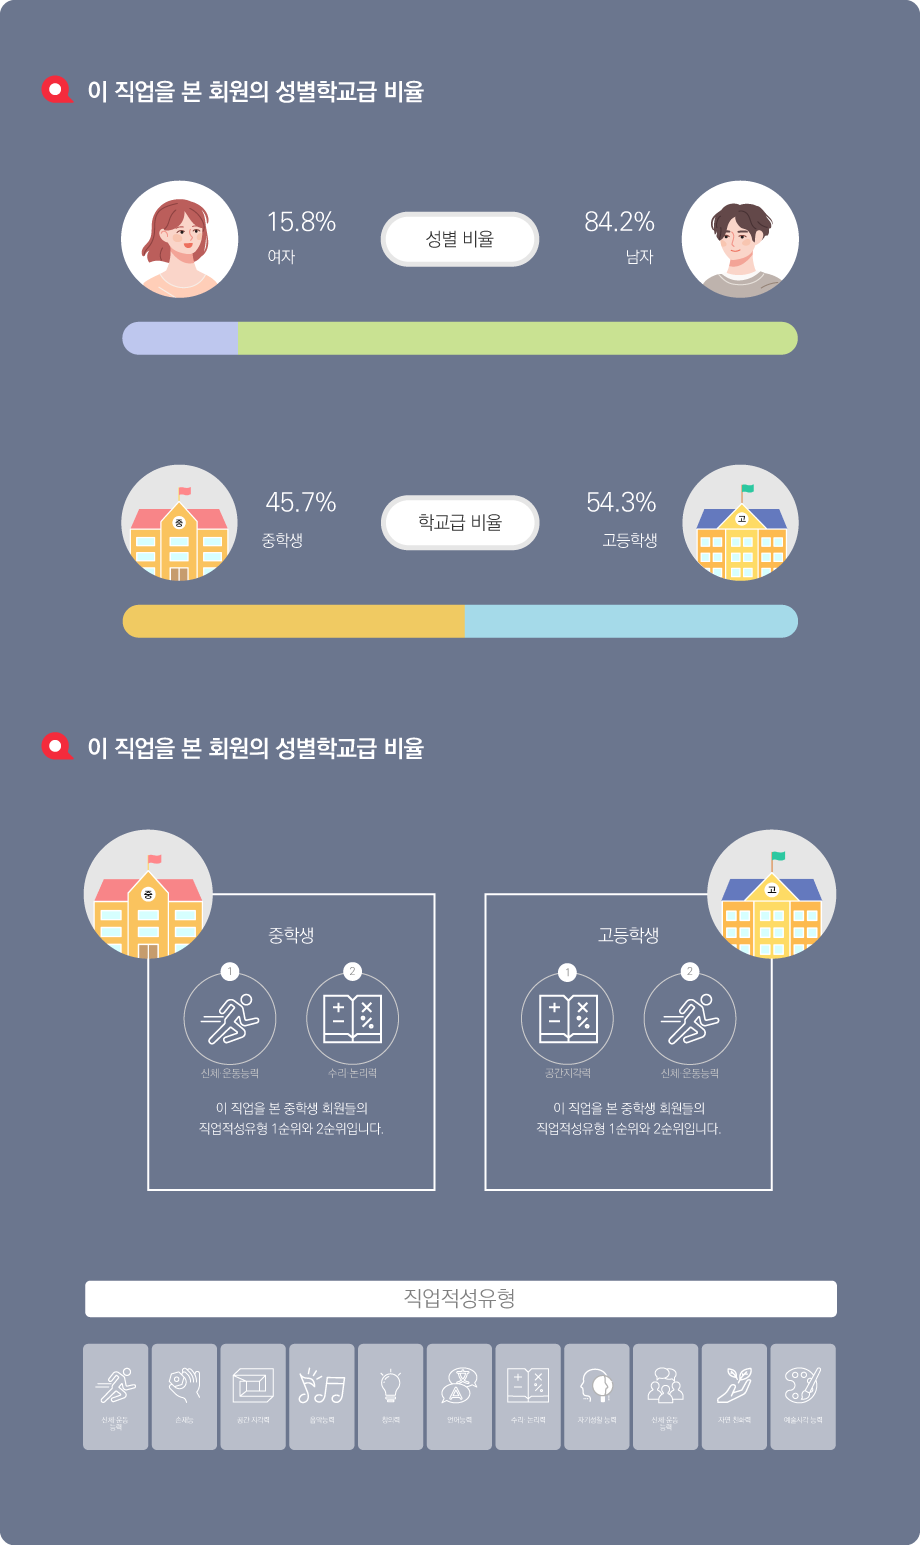 이 직업을 본 회원의 성별학교급 비율
15.8%
여자
성별 비율
84.2%
남자
45.7%
중학생
학교급 비율
54.3%
고등학생
중
고
이 직업을 본 회원의 성별학교급 비율
중
고
중학생
1
2
신체·운동능력
수리·논리력
이 직업을 본 중학생 회원들의
직업적성유형 1순위와 2순위입니다.
고등학생
1
2
공간지각력
신체·운동능력
이 직업을 본 중학생 회원들의
직업적성유형 1순위와 2순위입니다.
직업적성유형
신체·운동
능력
손재능
공간 지각력
음악능력
창의력
언어능력
수리·논리력
자기성찰 능력
신체·운동
능력
자연 친화력
예술시각 능력